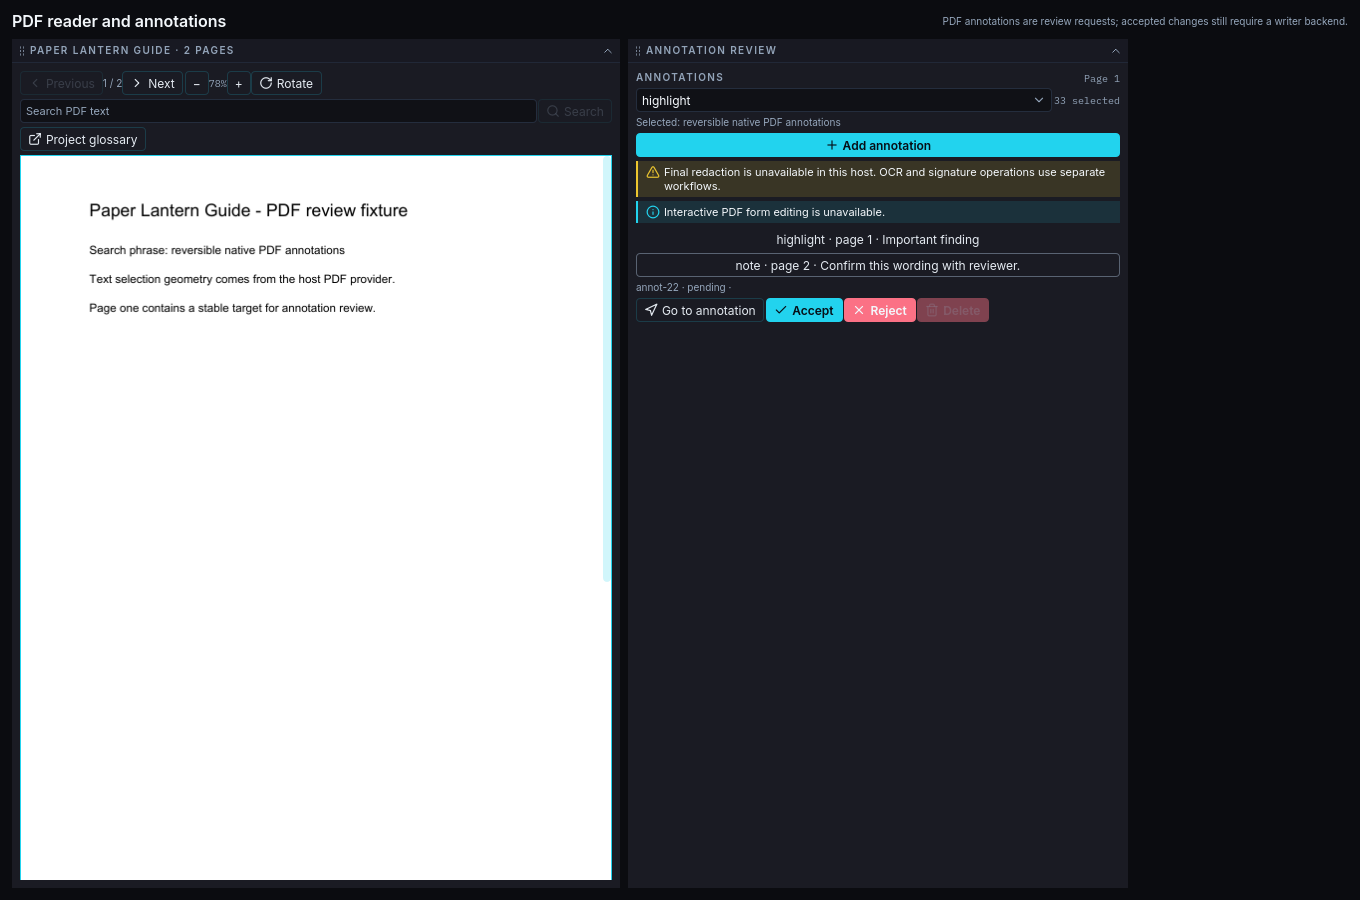 PDF reader and annotations
PDF annotations are review requests; accepted changes still require a writer backend.
PAPER LANTERN GUIDE · 2 PAGES
Previous 1 / 2 Next − 78% + Rotate
Search PDF text Search
Project glossary
Paper Lantern Guide - PDF review fixture
Search phrase: reversible native PDF annotations
Text selection geometry comes from the host PDF provider.
Page one contains a stable target for annotation review.
ANNOTATION REVIEW
ANNOTATIONS Page 1
highlight 33 selected
Selected: reversible native PDF annotations
Add annotation
Final redaction is unavailable in this host. OCR and signature operations use separate
workflows.
Interactive PDF form editing is unavailable.
highlight · page 1 · Important finding
note · page 2 · Confirm this wording with reviewer.
annot-22 · pending ·
Go to annotation Accept Reject Delete